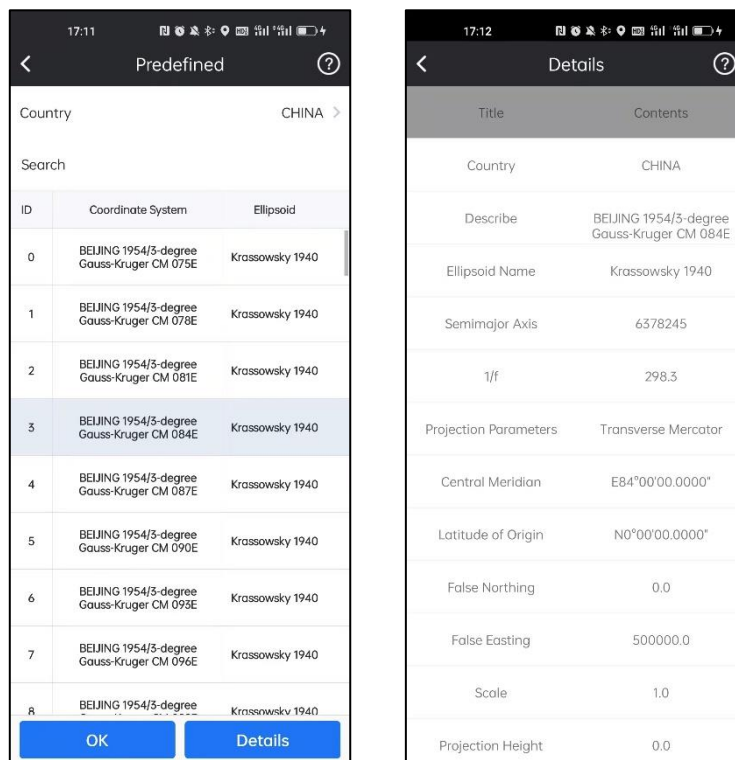 17:11
Predefined
Country CHINA
Search
ID Coordinate System Ellipsoid
0 BEIJING 1954/3-degree Gauss-Kruger CM 075E Krassowsky 1940
1 BEIJING 1954/3-degree Gauss-Kruger CM 078E Krassowsky 1940
2 BEIJING 1954/3-degree Gauss-Kruger CM 081E Krassowsky 1940
3 BEIJING 1954/3-degree Gauss-Kruger CM 084E Krassowsky 1940
4 BEIJING 1954/3-degree Gauss-Kruger CM 087E Krassowsky 1940
5 BEIJING 1954/3-degree Gauss-Kruger CM 090E Krassowsky 1940
6 BEIJING 1954/3-degree Gauss-Kruger CM 093E Krassowsky 1940
7 BEIJING 1954/3-degree Gauss-Kruger CM 096E Krassowsky 1940
8 BEIJING 1954/3-degree Krassowsky 1940
OK Details
17:12
Details
Title Contents
Country CHINA
Describe BEIJING 1954/3-degree Gauss-Kruger CM 084E
Ellipsoid Name Krassowsky 1940
Semimajor Axis 6378245
1/f 298.3
Projection Parameters Transverse Mercator
Central Meridian E84°00'00.0000"
Latitude of Origin N0°00'00.0000"
False Northing 0.0
False Easting 500000.0
Scale 1.0
Projection Height 0.0